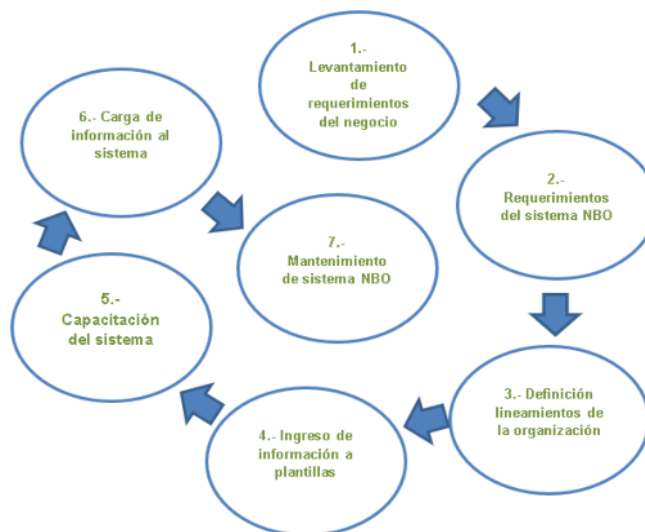 1.-
Levantamiento
de
requerimientos
del negocio
2.-
Requerimientos
del sistema NBO
3.- Definición
lineamientos de
la organización
4.- Ingreso de
información a
plantillas
5.-
Capacitación
del sistema
6.- Carga de
información al
sistema
7.-
Mantenimiento
de sistema NBO